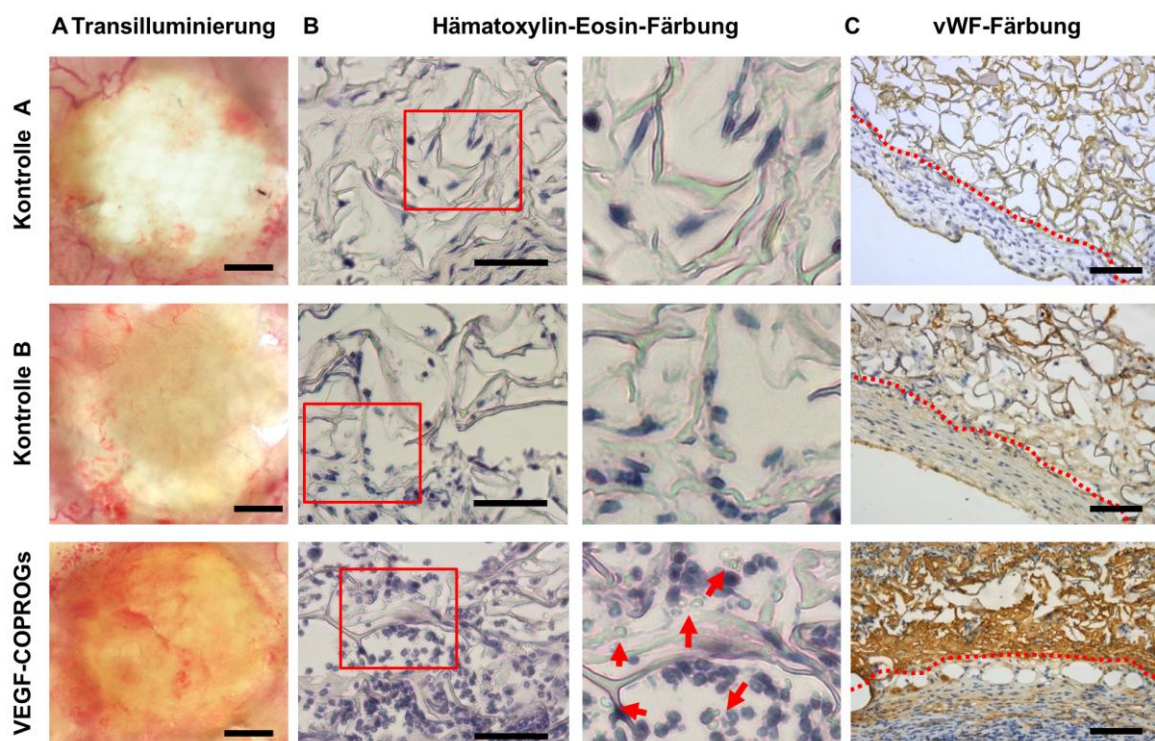 A Transilluminierung
B Hämatoxylin-Eosin-Färbung
C vWF-Färbung
Kontrolle A
Kontrolle B
VEGF-COPROGs